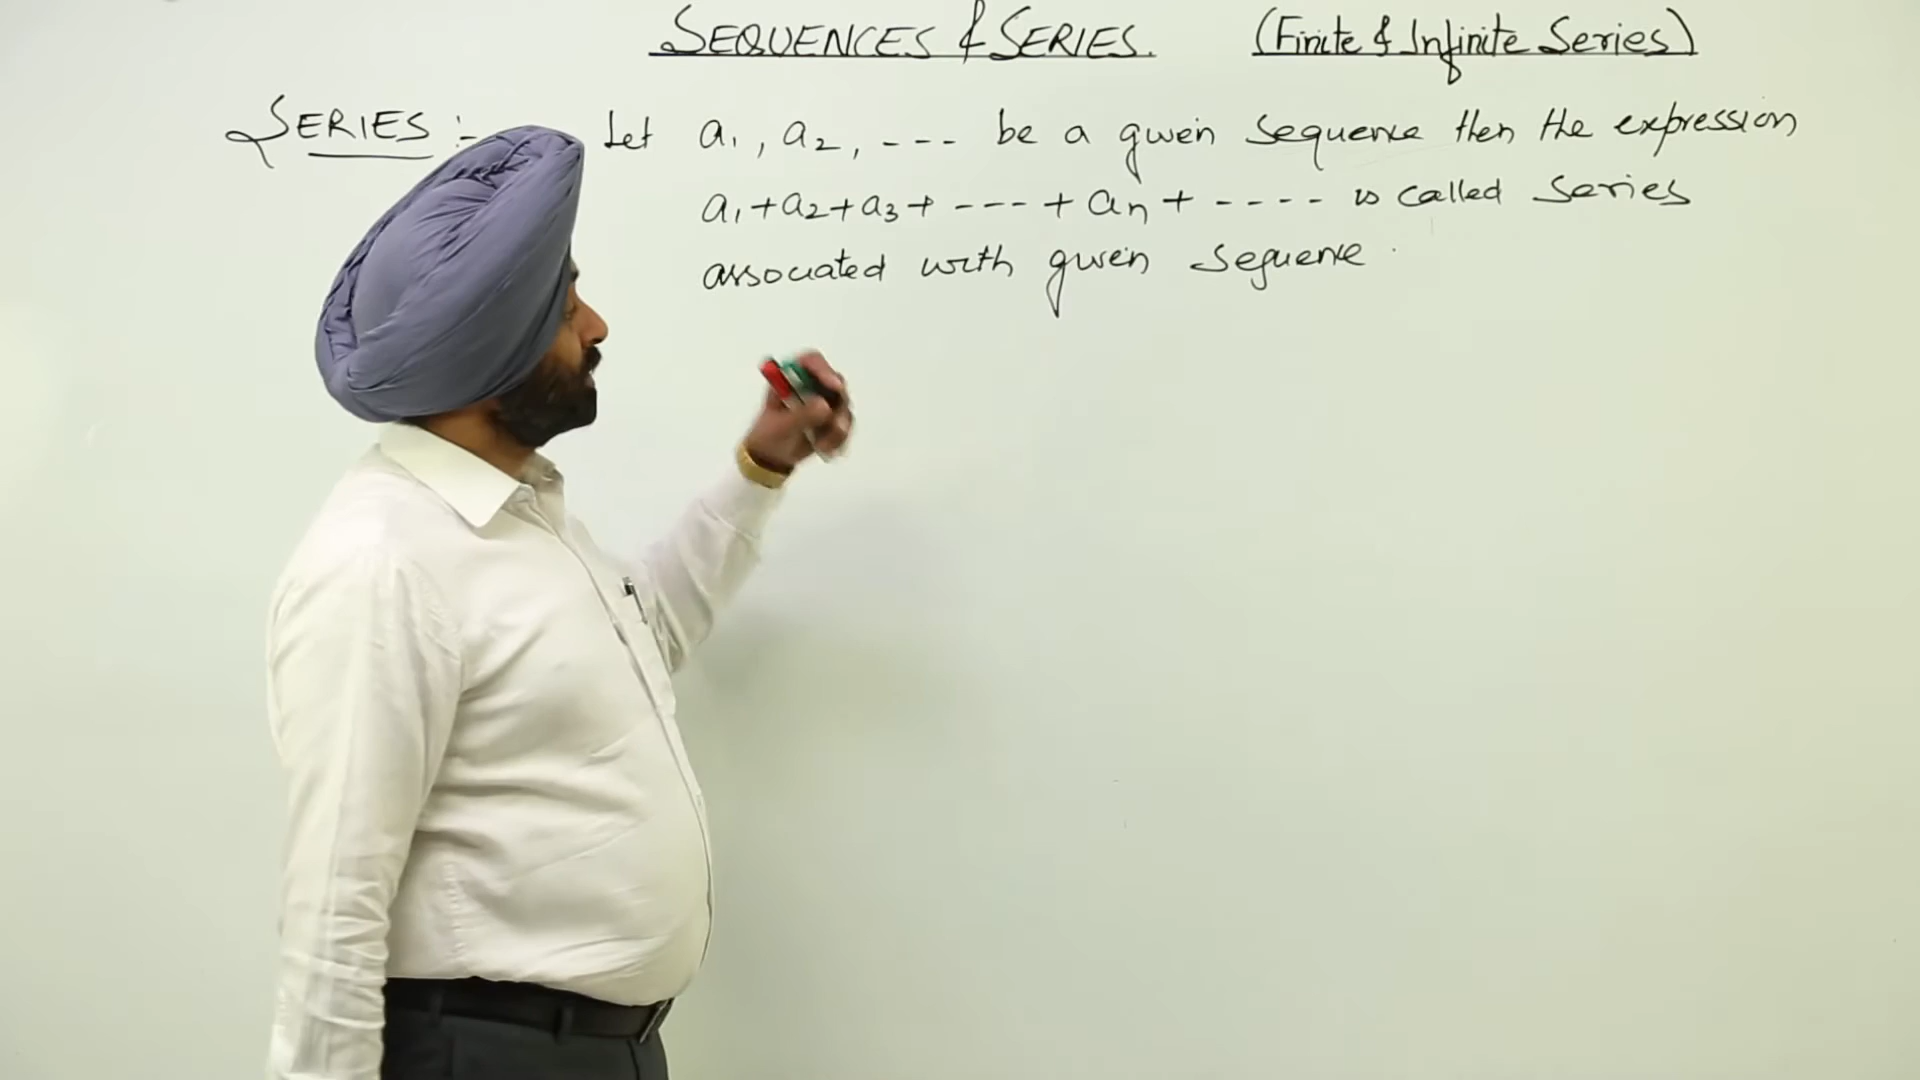 SEQUENCES & SERIES. (Finite & Infinite Series)
SERIES :- Let a₁, a₂, ---- be a given sequence then the expression
a₁+a₂+a₃+ --- + aₙ + ---- is called Series
associated with given sequence.